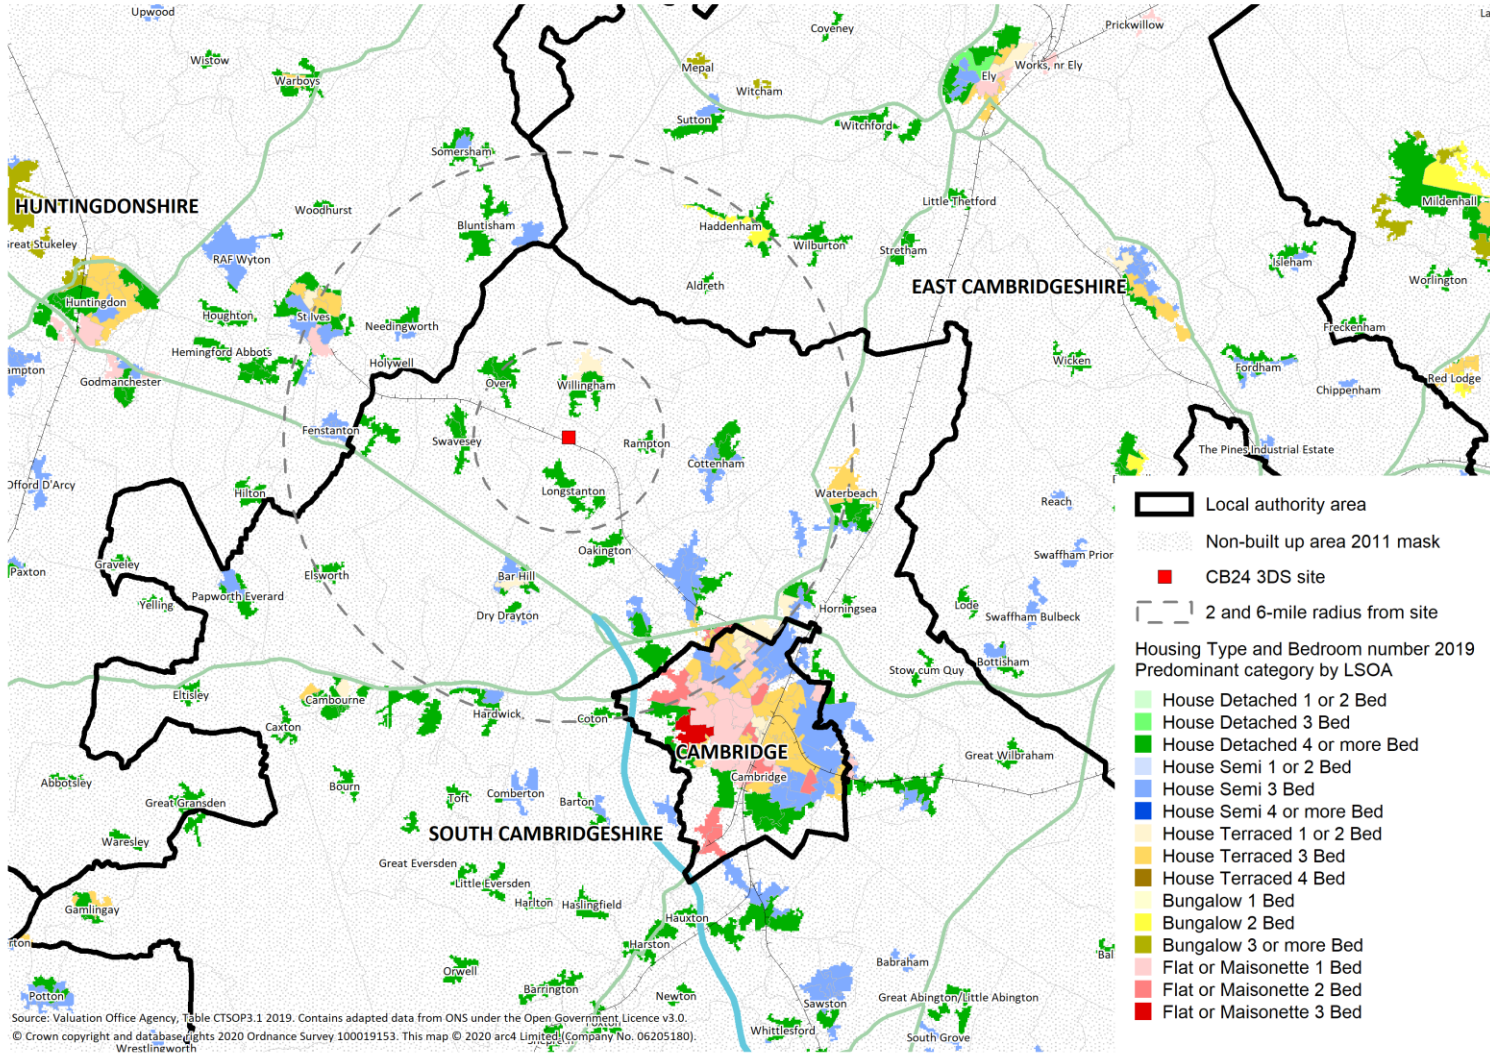 Upwood
Coveney
Prickwillow
Wistow
Warboys
Mepal
Witcham
Ely
Works, nr Ely
Sutton
Witchford
Somersham
HUNTINGDONSHIRE
Woodhurst
Bluntisham
Haddenham
Wilburton
Little Thetford
Stretham
Mildenhall
Great Stukeley
RAF Wyton
Isleham
Worlington
Aldreth
EAST CAMBRIDGESHIRE
Huntingdon
Houghton
St Ives
Needingworth
Freckenham
Hemingford Abbots
Holywell
Wicken
Fordham
Godmanchester
Over
Willingham
Chippenham
Red Lodge
Fenstanton
Swavesey
Rampton
Cottenham
The Pines Industrial Estate
Offord D'Arcy
Hilton
Longstanton
Waterbeach
Reach
Oakington
Swaffham Prior
Graveley
Paxton
Elsworth
Bar Hill
Papworth Everard
Yelling
Dry Drayton
Horningsea
Lode
Swaffham Bulbeck
Bottisham
Stow cum Quy
Eltisley
Cambourne
Caxton
Hardwick
Coton
CAMBRIDGE
Cambridge
Great Wilbraham
Abbotsley
Great Gransden
Bourn
Toft
Comberton
Barton
SOUTH CAMBRIDGESHIRE
Waresley
Great Eversden
Little Eversden
Gamlingay
Harlton
Haslingfield
Hauxton
Harston
Orwell
Barrington
Newton
Babraham
Sawston
Great Abington/Little Abington
Potton
Whittlesford
South Grove
Wrestlingworth
Local authority area
Non-built up area 2011 mask
CB24 3DS site
2 and 6-mile radius from site
Housing Type and Bedroom number 2019
Predominant category by LSOA
House Detached 1 or 2 Bed
House Detached 3 Bed
House Detached 4 or more Bed
House Semi 1 or 2 Bed
House Semi 3 Bed
House Semi 4 or more Bed
House Terraced 1 or 2 Bed
House Terraced 3 Bed
House Terraced 4 Bed
Bungalow 1 Bed
Bungalow 2 Bed
Bungalow 3 or more Bed
Flat or Maisonette 1 Bed
Flat or Maisonette 2 Bed
Flat or Maisonette 3 Bed
Source: Valuation Office Agency, Table CTSOP3.1 2019. Contains adapted data from ONS under the Open Government Licence v3.0.
© Crown copyright and database rights 2020 Ordnance Survey 100019153. This map © 2020 arc4 Limited (Company No. 06205180).